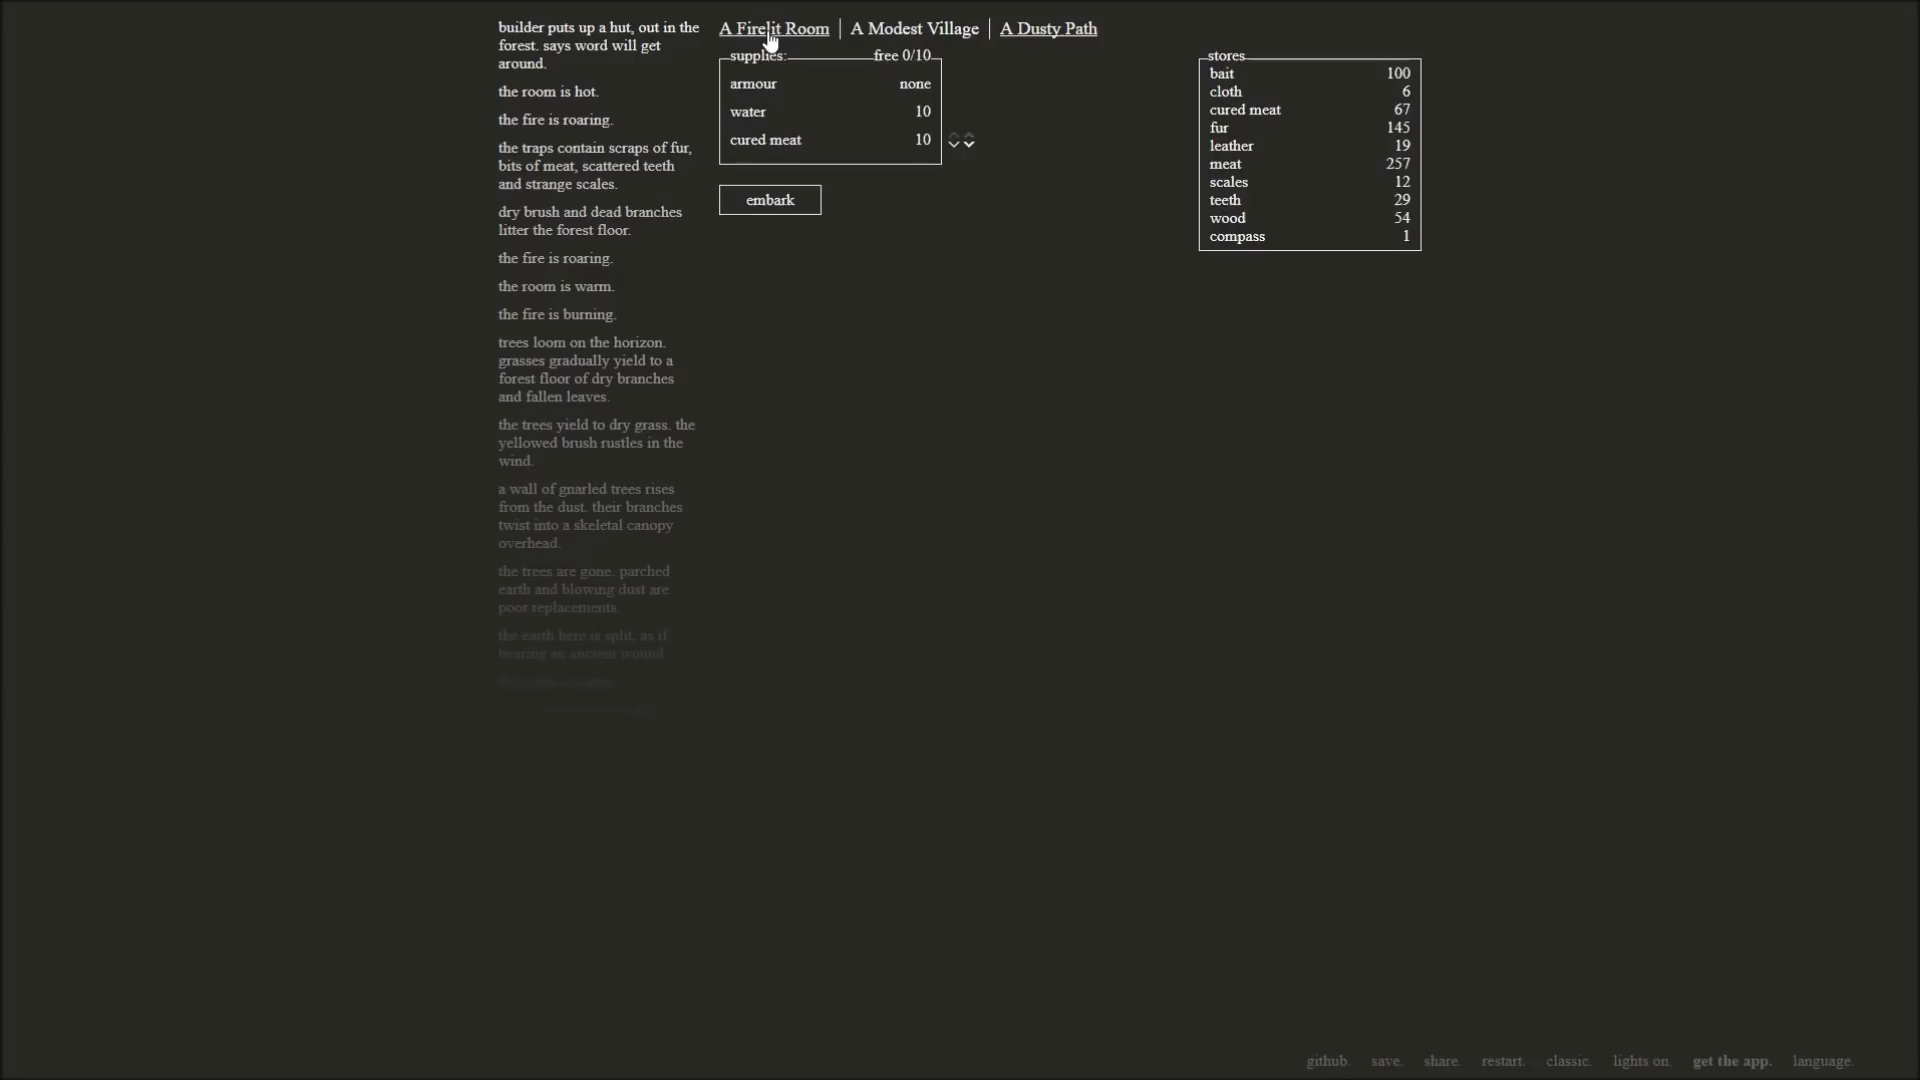 builder puts up a hut, out in the
forest. says word will get
around.
the room is hot.
the fire is roaring.
the traps contain scraps of fur,
bits of meat, scattered teeth
and strange scales.
dry brush and dead branches
litter the forest floor.
the fire is roaring.
the room is warm.
the fire is burning.
trees loom on the horizon.
grasses gradually yield to a
forest floor of dry branches
and fallen leaves.
the trees yield to dry grass. the
yellowed brush rustles in the
wind.
a wall of gnarled trees rises
from the dust. their branches
twist into a skeletal canopy
overhead.
the trees are gone. parched
earth and blowing dust are
poor replacements.
the earth here is split, as if
bearing an ancient wound.
A Firelit Room | A Modest Village | A Dusty Path
supplies: free 0/10
armour none
water 10
cured meat 10
embark
stores
bait 100
cloth 6
cured meat 67
fur 145
leather 19
meat 257
scales 12
teeth 29
wood 54
compass 1
github. save. share. restart. classic. lights on. get the app. language.